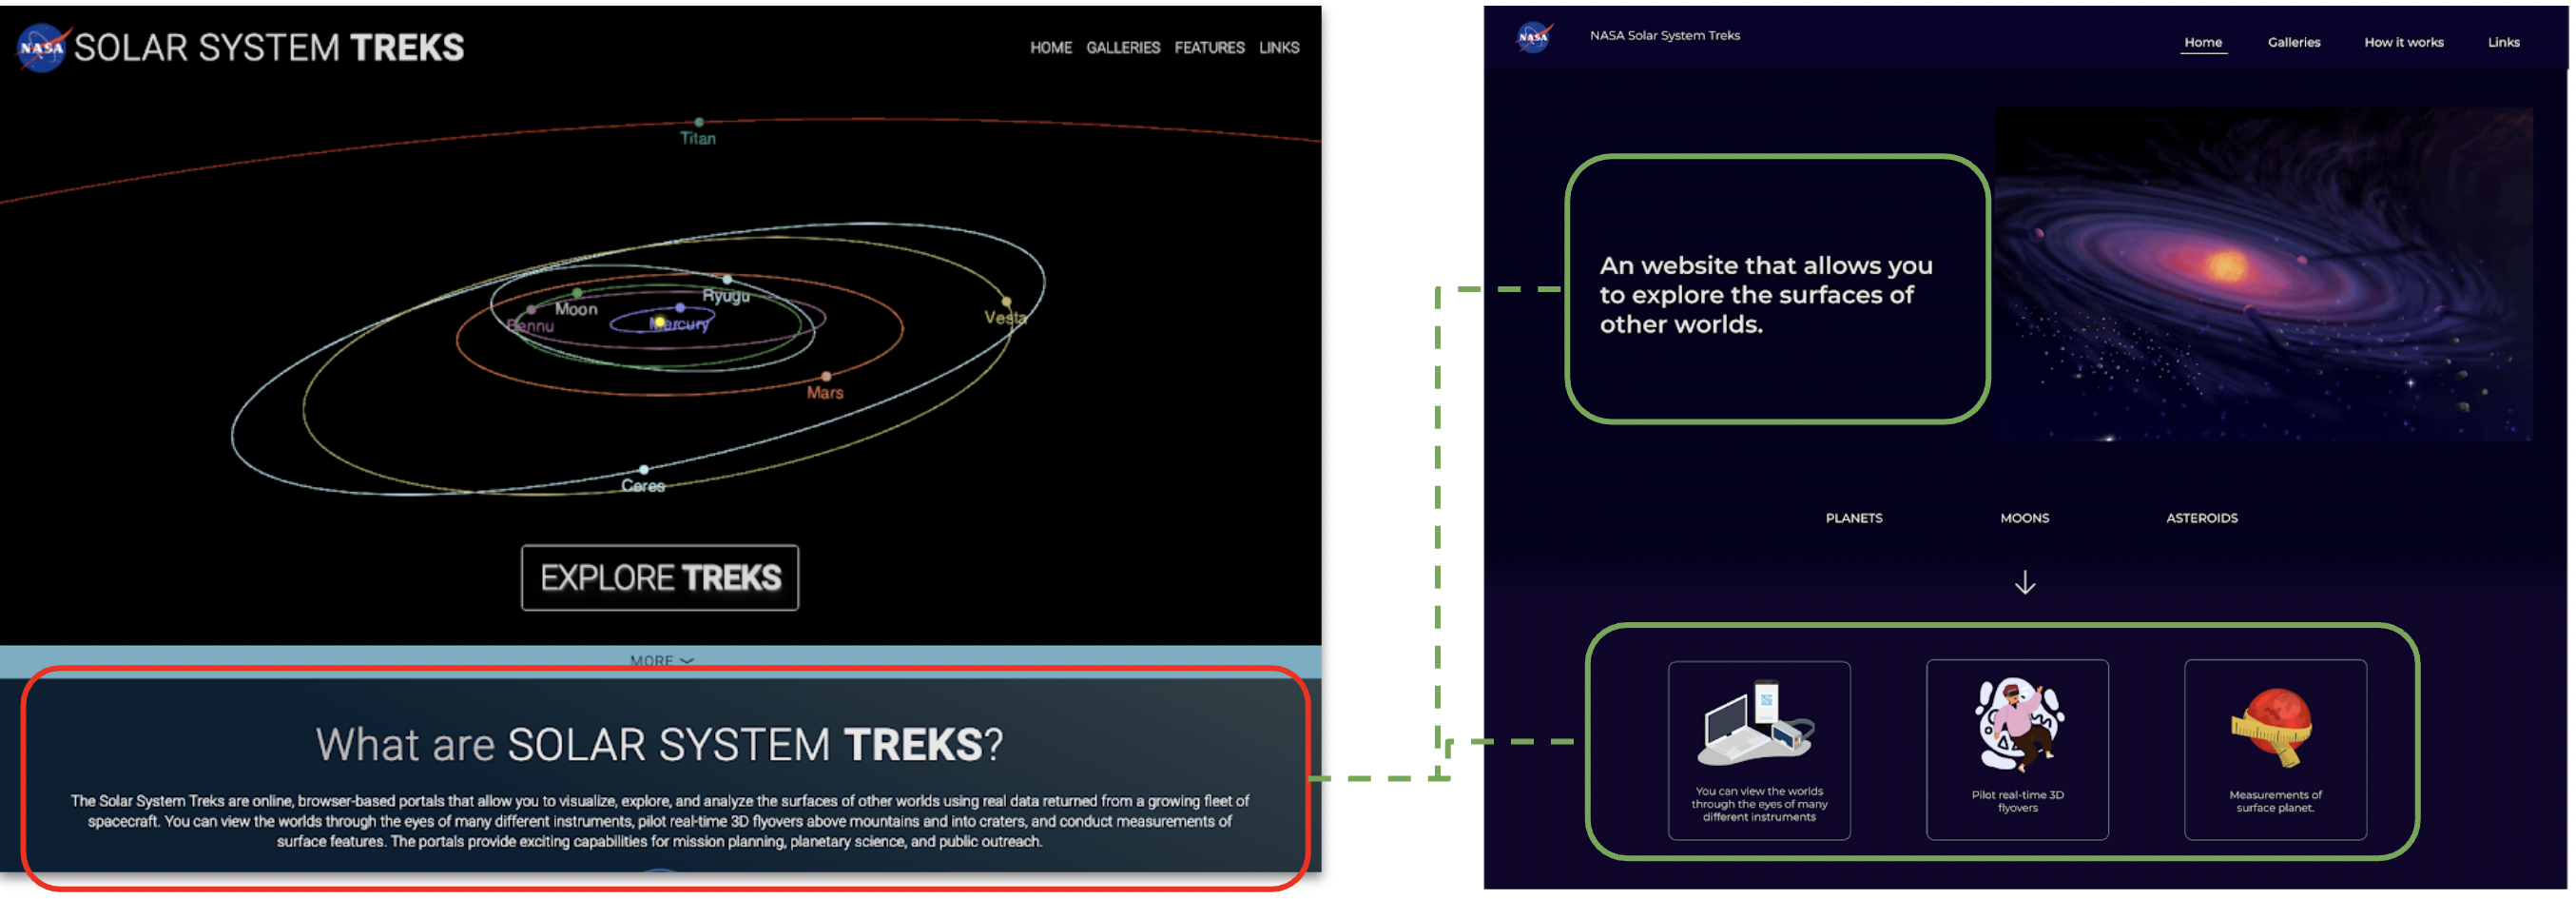 NASA SOLAR SYSTEM TREKS
HOME GALLERIES FEATURES LINKS
Titan
Ryugu
Moon
Bennu
Mercury
Vesta
Mars
Ceres
EXPLORE TREKS
MORE
What are SOLAR SYSTEM TREKS?
The Solar System Treks are online, browser-based portals that allow you to visualize, explore, and analyze the surfaces of other worlds using real data returned from a growing fleet of
spacecraft. You can view the worlds through the eyes of many different instruments, pilot real-time 3D flyovers above mountains and into craters, and conduct measurements of
surface features. The portals provide exciting capabilities for mission planning, planetary science, and public outreach.
NASA
NASA Solar System Treks
Home Galleries How it works Links
An website that allows you
to explore the surfaces of
other worlds.
PLANETS MOONS ASTEROIDS
You can view the worlds
through the eyes of many
different instruments
Pilot real-time 3D
flyovers
Measurements of
surface planet.